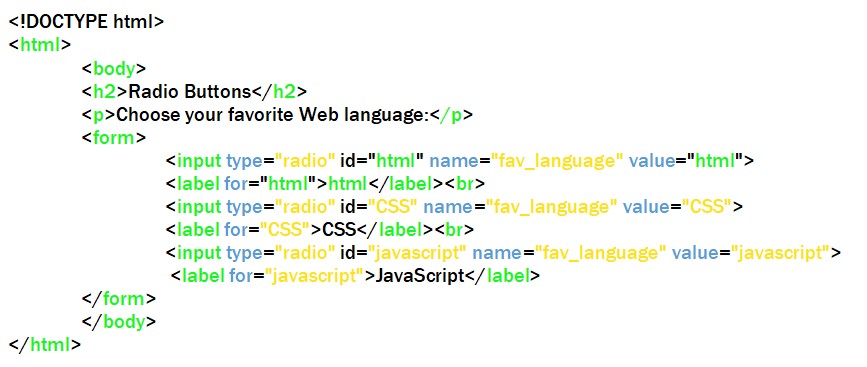 <!DOCTYPE html>
<html>
<body>
<h2>Radio Buttons</h2>
<p>Choose your favorite Web language:</p>
<form>
<input type="radio" id="html" name="fav_language" value="html">
<label for="html">html</label><br>
<input type="radio" id="CSS" name="fav_language" value="CSS">
<label for="CSS">CSS</label><br>
<input type="radio" id="javascript" name="fav_language" value="javascript">
<label for="javascript">JavaScript</label>
</form>
</body>
</html>